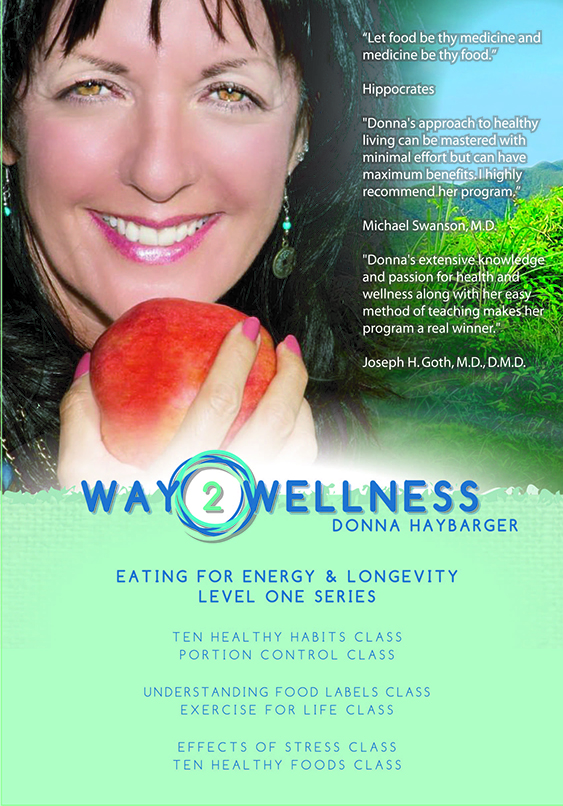 “Let food be thy medicine and
medicine be thy food.”
Hippocrates
"Donna's approach to healthy
living can be mastered with
minimal effort but can have
maximum benefits. I highly
recommend her program."
Michael Swanson, M.D.
"Donna's extensive knowledge
and passion for health and
wellness along with her easy
method of teaching makes her
program a real winner."
Joseph H. Goth, M.D., D.M.D.
WAY 2 WELLNESS
DONNA HAYBARGER
EATING FOR ENERGY & LONGEVITY
LEVEL ONE SERIES
TEN HEALTHY HABITS CLASS
PORTION CONTROL CLASS
UNDERSTANDING FOOD LABELS CLASS
EXERCISE FOR LIFE CLASS
EFFECTS OF STRESS CLASS
TEN HEALTHY FOODS CLASS